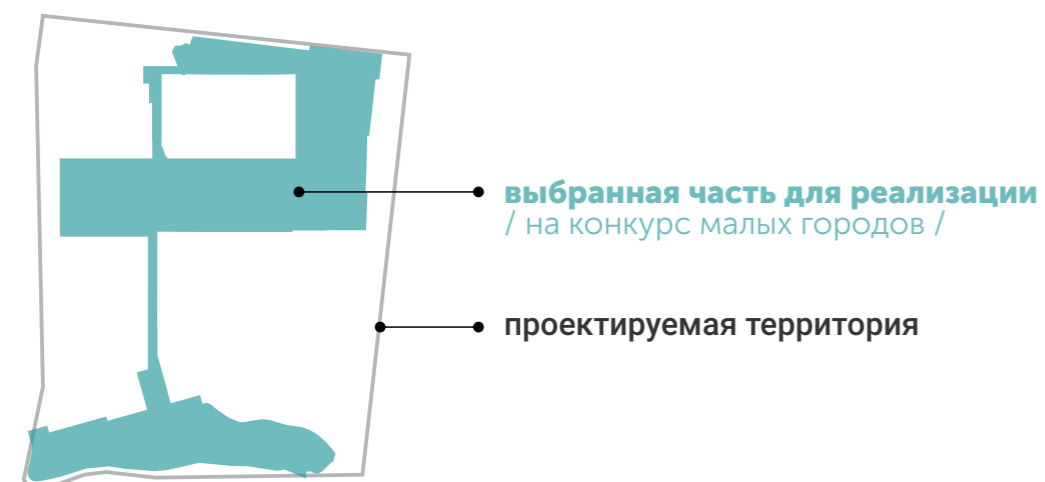 выбранная часть для реализации
/ на конкурс малых городов /
проектируемая территория